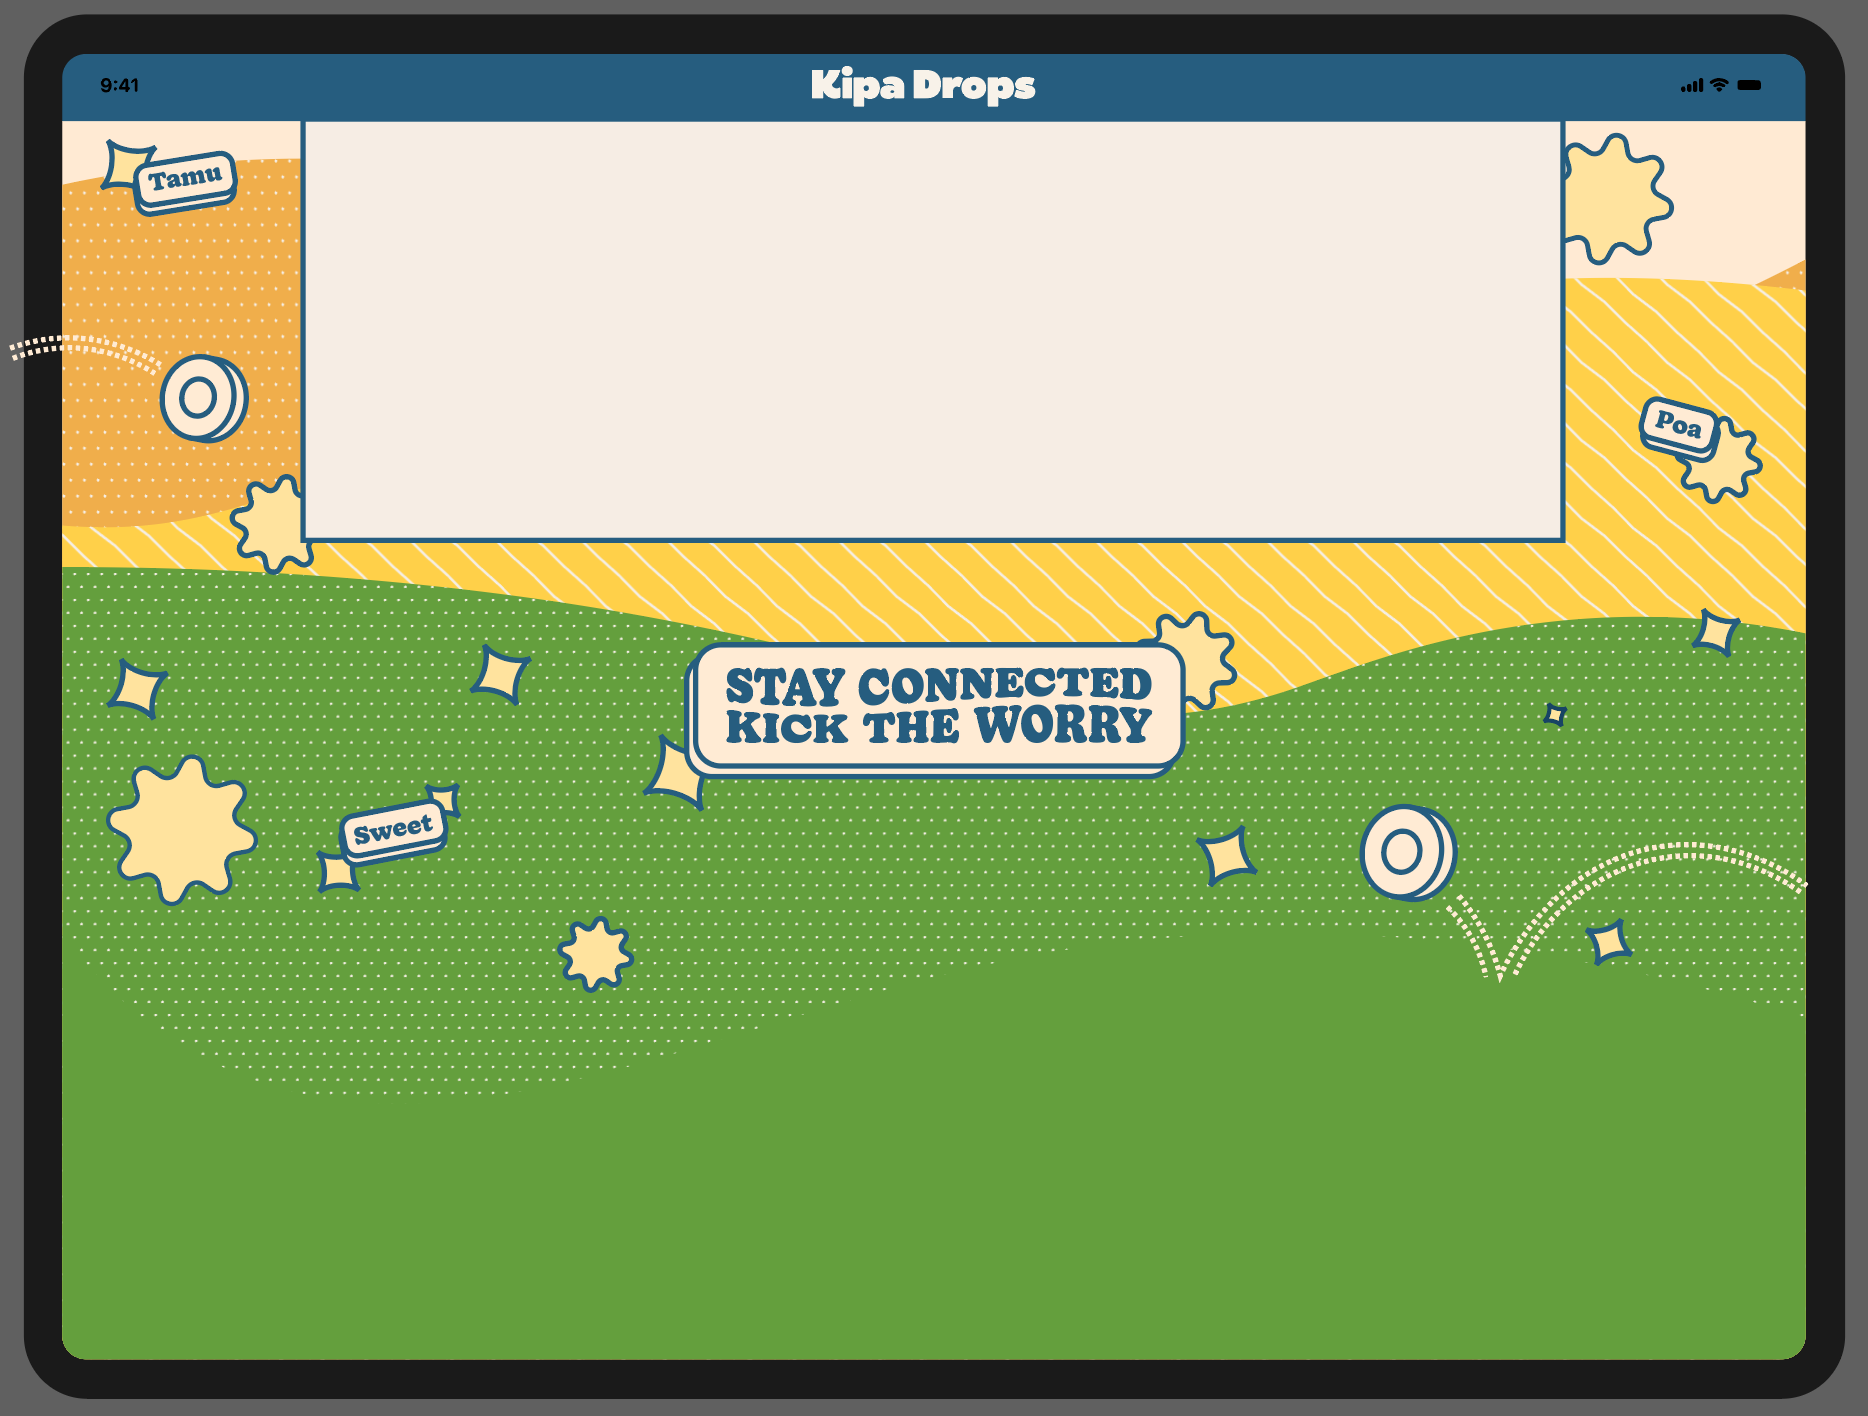 9:41
Kipa Drops
Tamu
Poa
STAY CONNECTED
KICK THE WORRY
Sweet